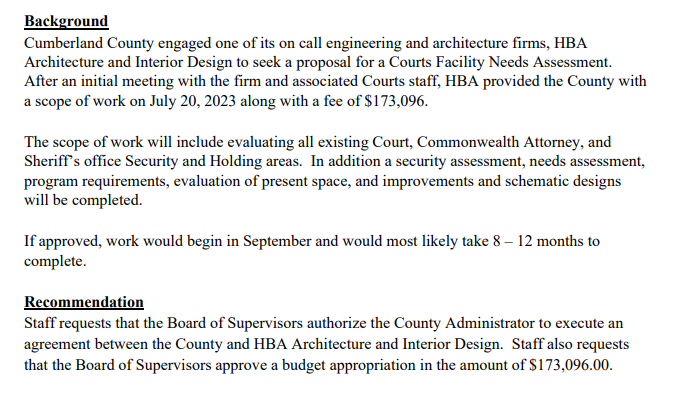 Background
Cumberland County engaged one of its on call engineering and architecture firms, HBA
Architecture and Interior Design to seek a proposal for a Courts Facility Needs Assessment.
After an initial meeting with the firm and associated Courts staff, HBA provided the County with
a scope of work on July 20, 2023 along with a fee of $173,096.
The scope of work will include evaluating all existing Court, Commonwealth Attorney, and
Sheriff's office Security and Holding areas.  In addition a security assessment, needs assessment,
program requirements, evaluation of present space, and improvements and schematic designs
will be completed.
If approved, work would begin in September and would most likely take 8 – 12 months to
complete.
Recommendation
Staff requests that the Board of Supervisors authorize the County Administrator to execute an
agreement between the County and HBA Architecture and Interior Design.  Staff also requests
that the Board of Supervisors approve a budget appropriation in the amount of $173,096.00.